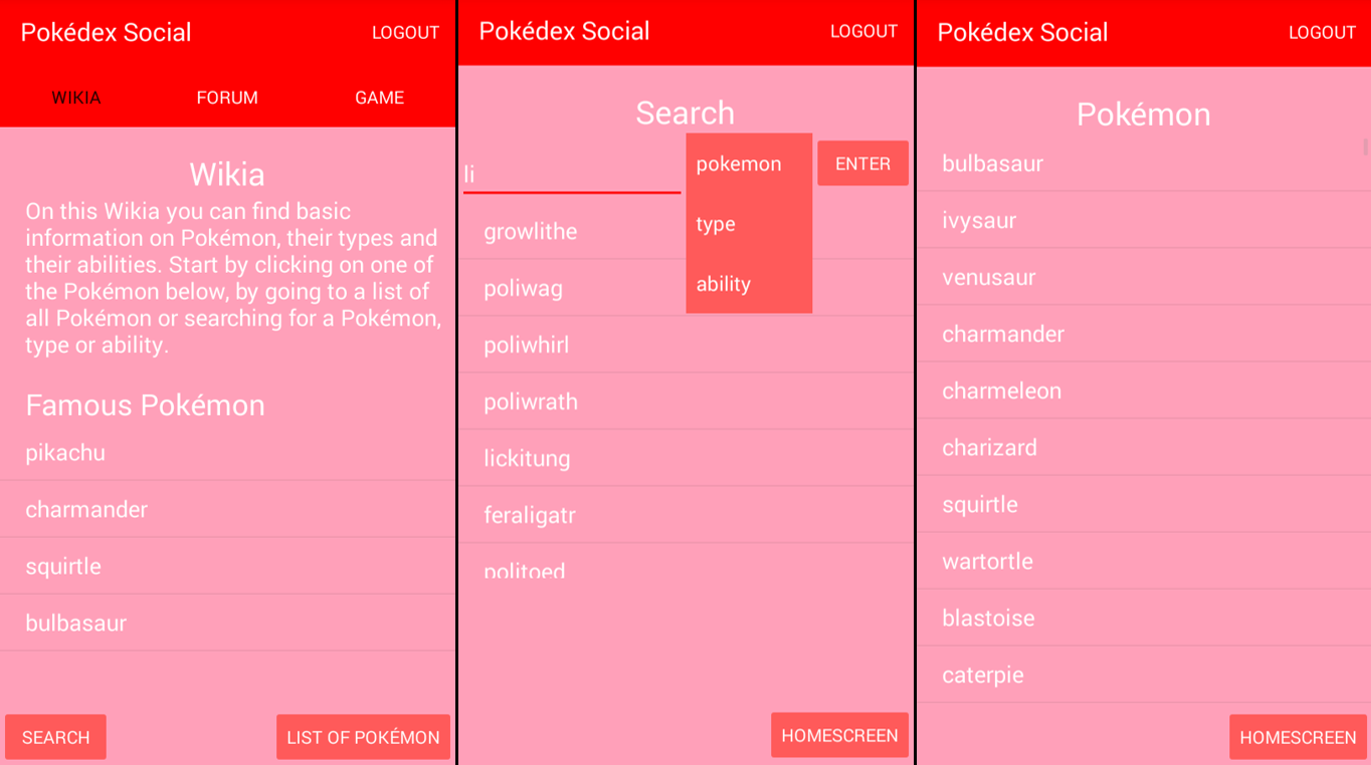 Pokédex Social
LOGOUT
WIKIA
FORUM
GAME
Wikia
On this Wikia you can find basic
information on Pokémon, their types and
their abilities. Start by clicking on one of
the Pokémon below, by going to a list of
all Pokémon or searching for a Pokémon,
type or ability.
Famous Pokémon
pikachu
charmander
squirtle
bulbasaur
SEARCH
LIST OF POKÉMON
Pokédex Social
LOGOUT
Search
li
pokemon
type
ability
ENTER
growlithe
poliwag
poliwhirl
poliwrath
lickitung
feraligatr
politoed
HOMESCREEN
Pokédex Social
LOGOUT
Pokémon
bulbasaur
ivysaur
venusaur
charmander
charmeleon
charizard
squirtle
wartortle
blastoise
caterpie
HOMESCREEN